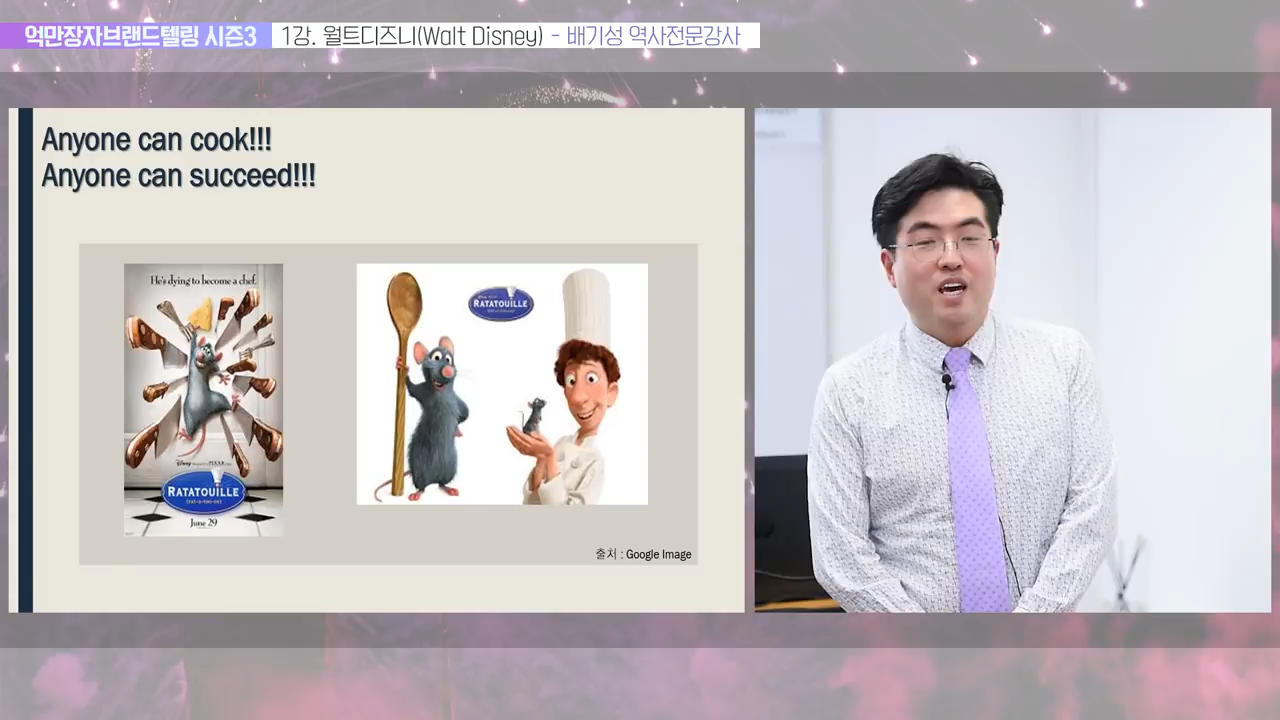 억만장자브랜드텔링 시즌3
1강. 월트디즈니(Walt Disney) - 배기성 역사전문강사
Anyone can cook!!!
Anyone can succeed!!!
He's dying to become a chef.
RATATOUILLE
June 29
RATATOUILLE
출처 : Google Image